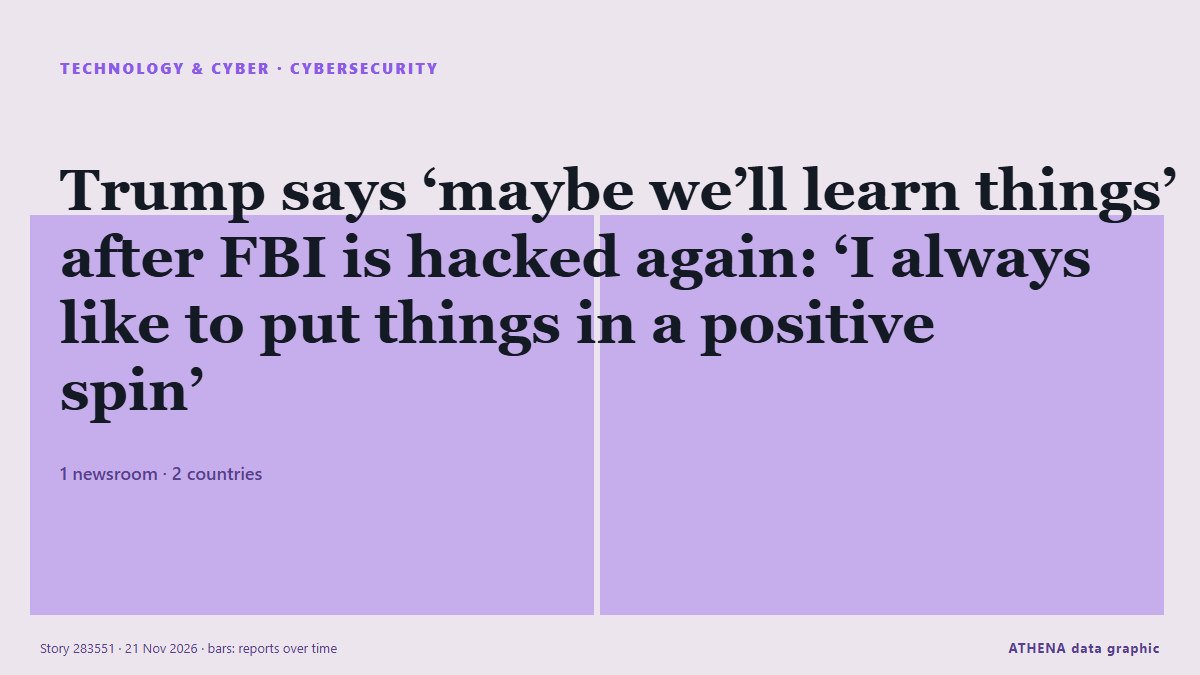 TECHNOLOGY & CYBER · CYBERSECURITY
Trump says ‘maybe we’ll learn things’
after FBI is hacked again: ‘I always
like to put things in a positive
spin’
1 newsroom · 2 countries
Story 283551 · 21 Nov 2026 · bars: reports over time
ATHENA data graphic